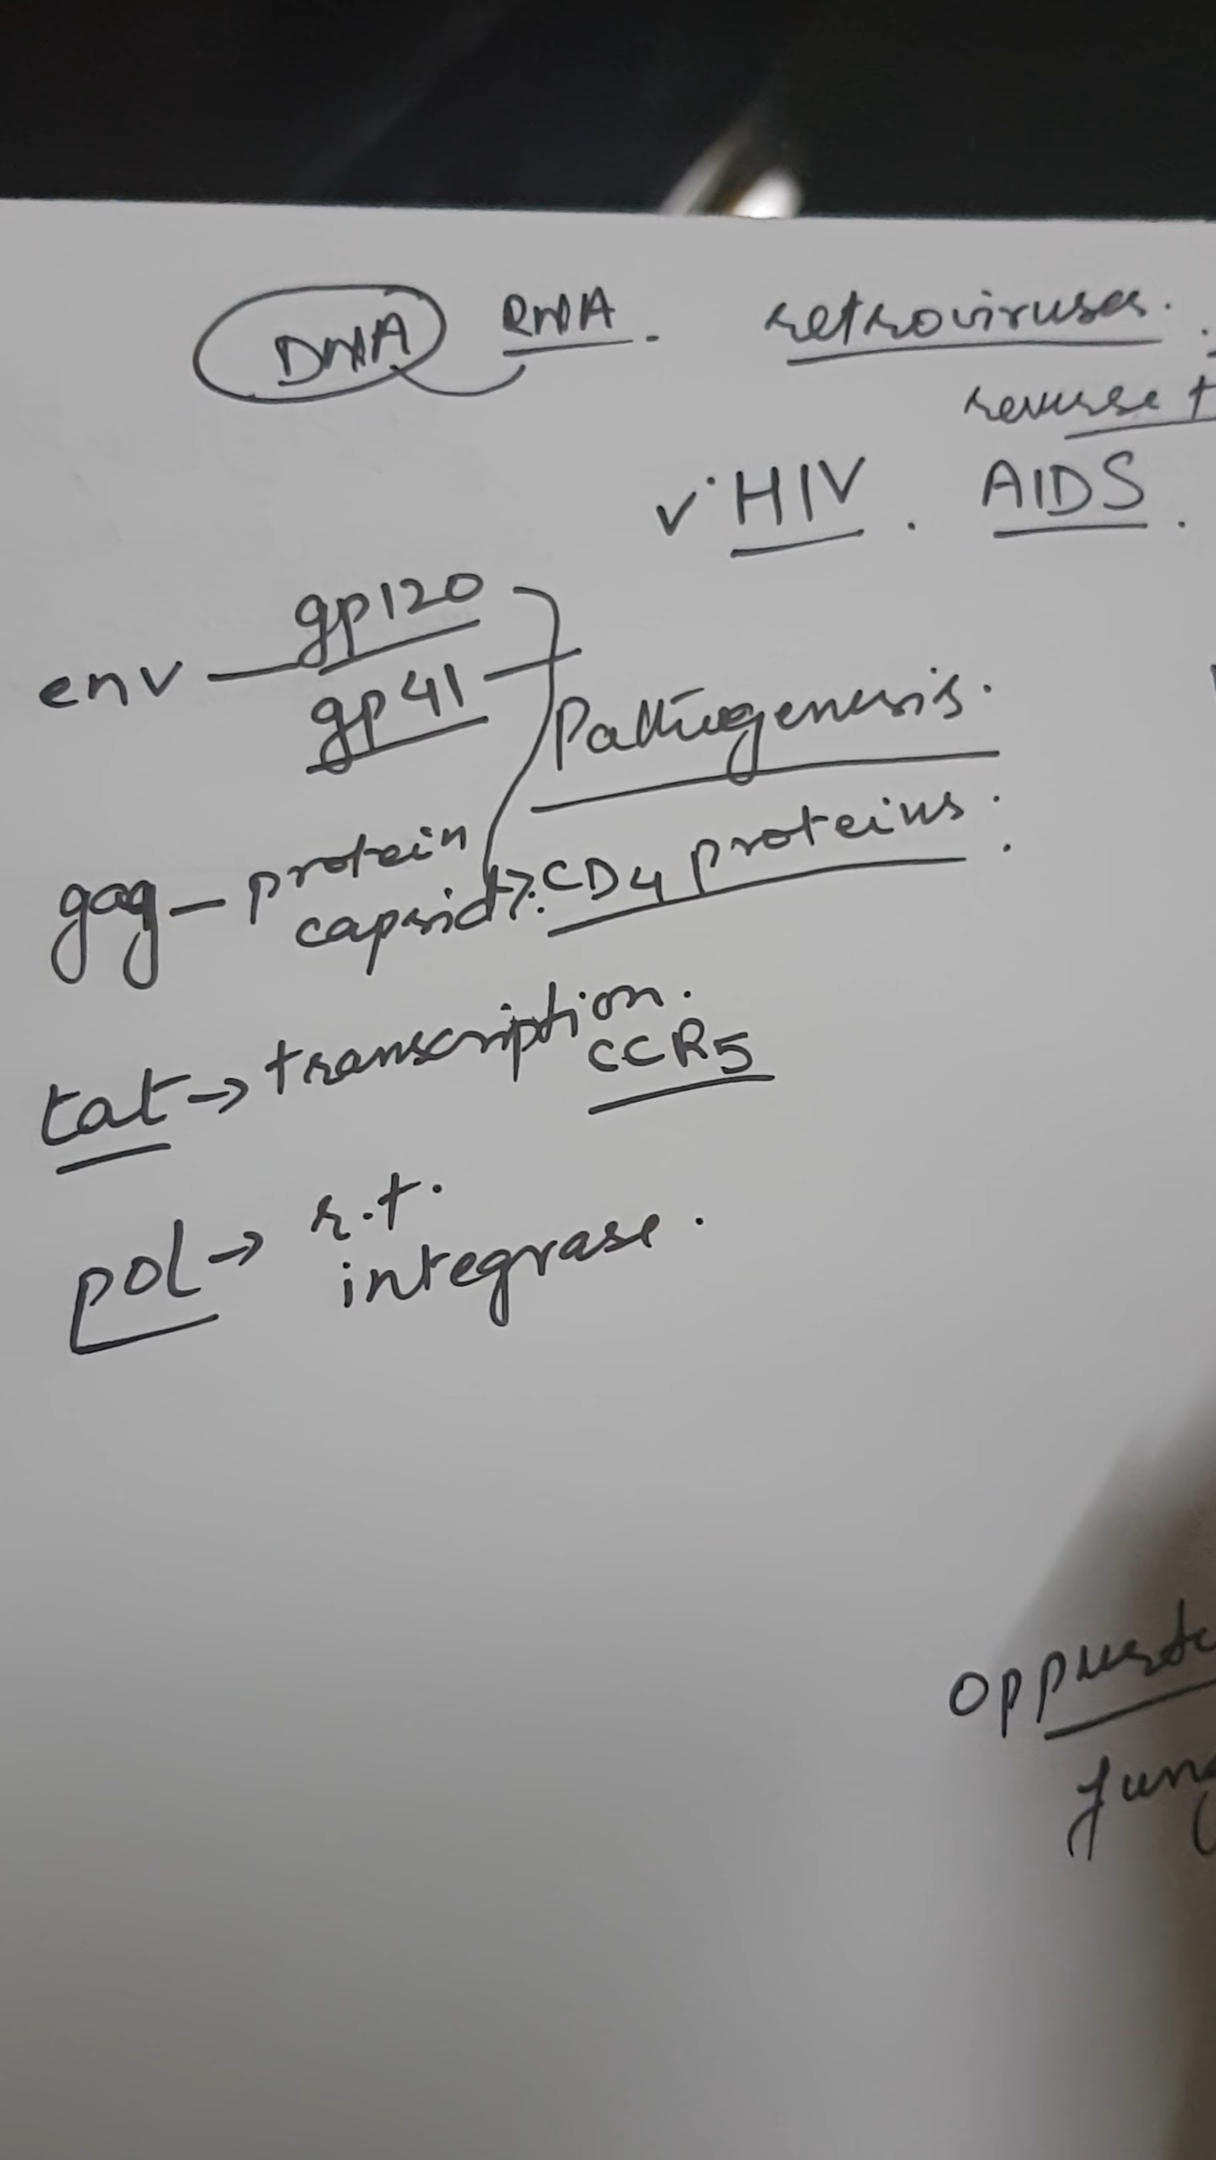 DNA RNA. retroviruses.
reverse t
✓ HIV. AIDS.
env — gp120
gp41
Pathogenesis.
gag — protein
capsid CD4 proteins.
tat → transcription.
CCR5
pol → r.t.
integrase.